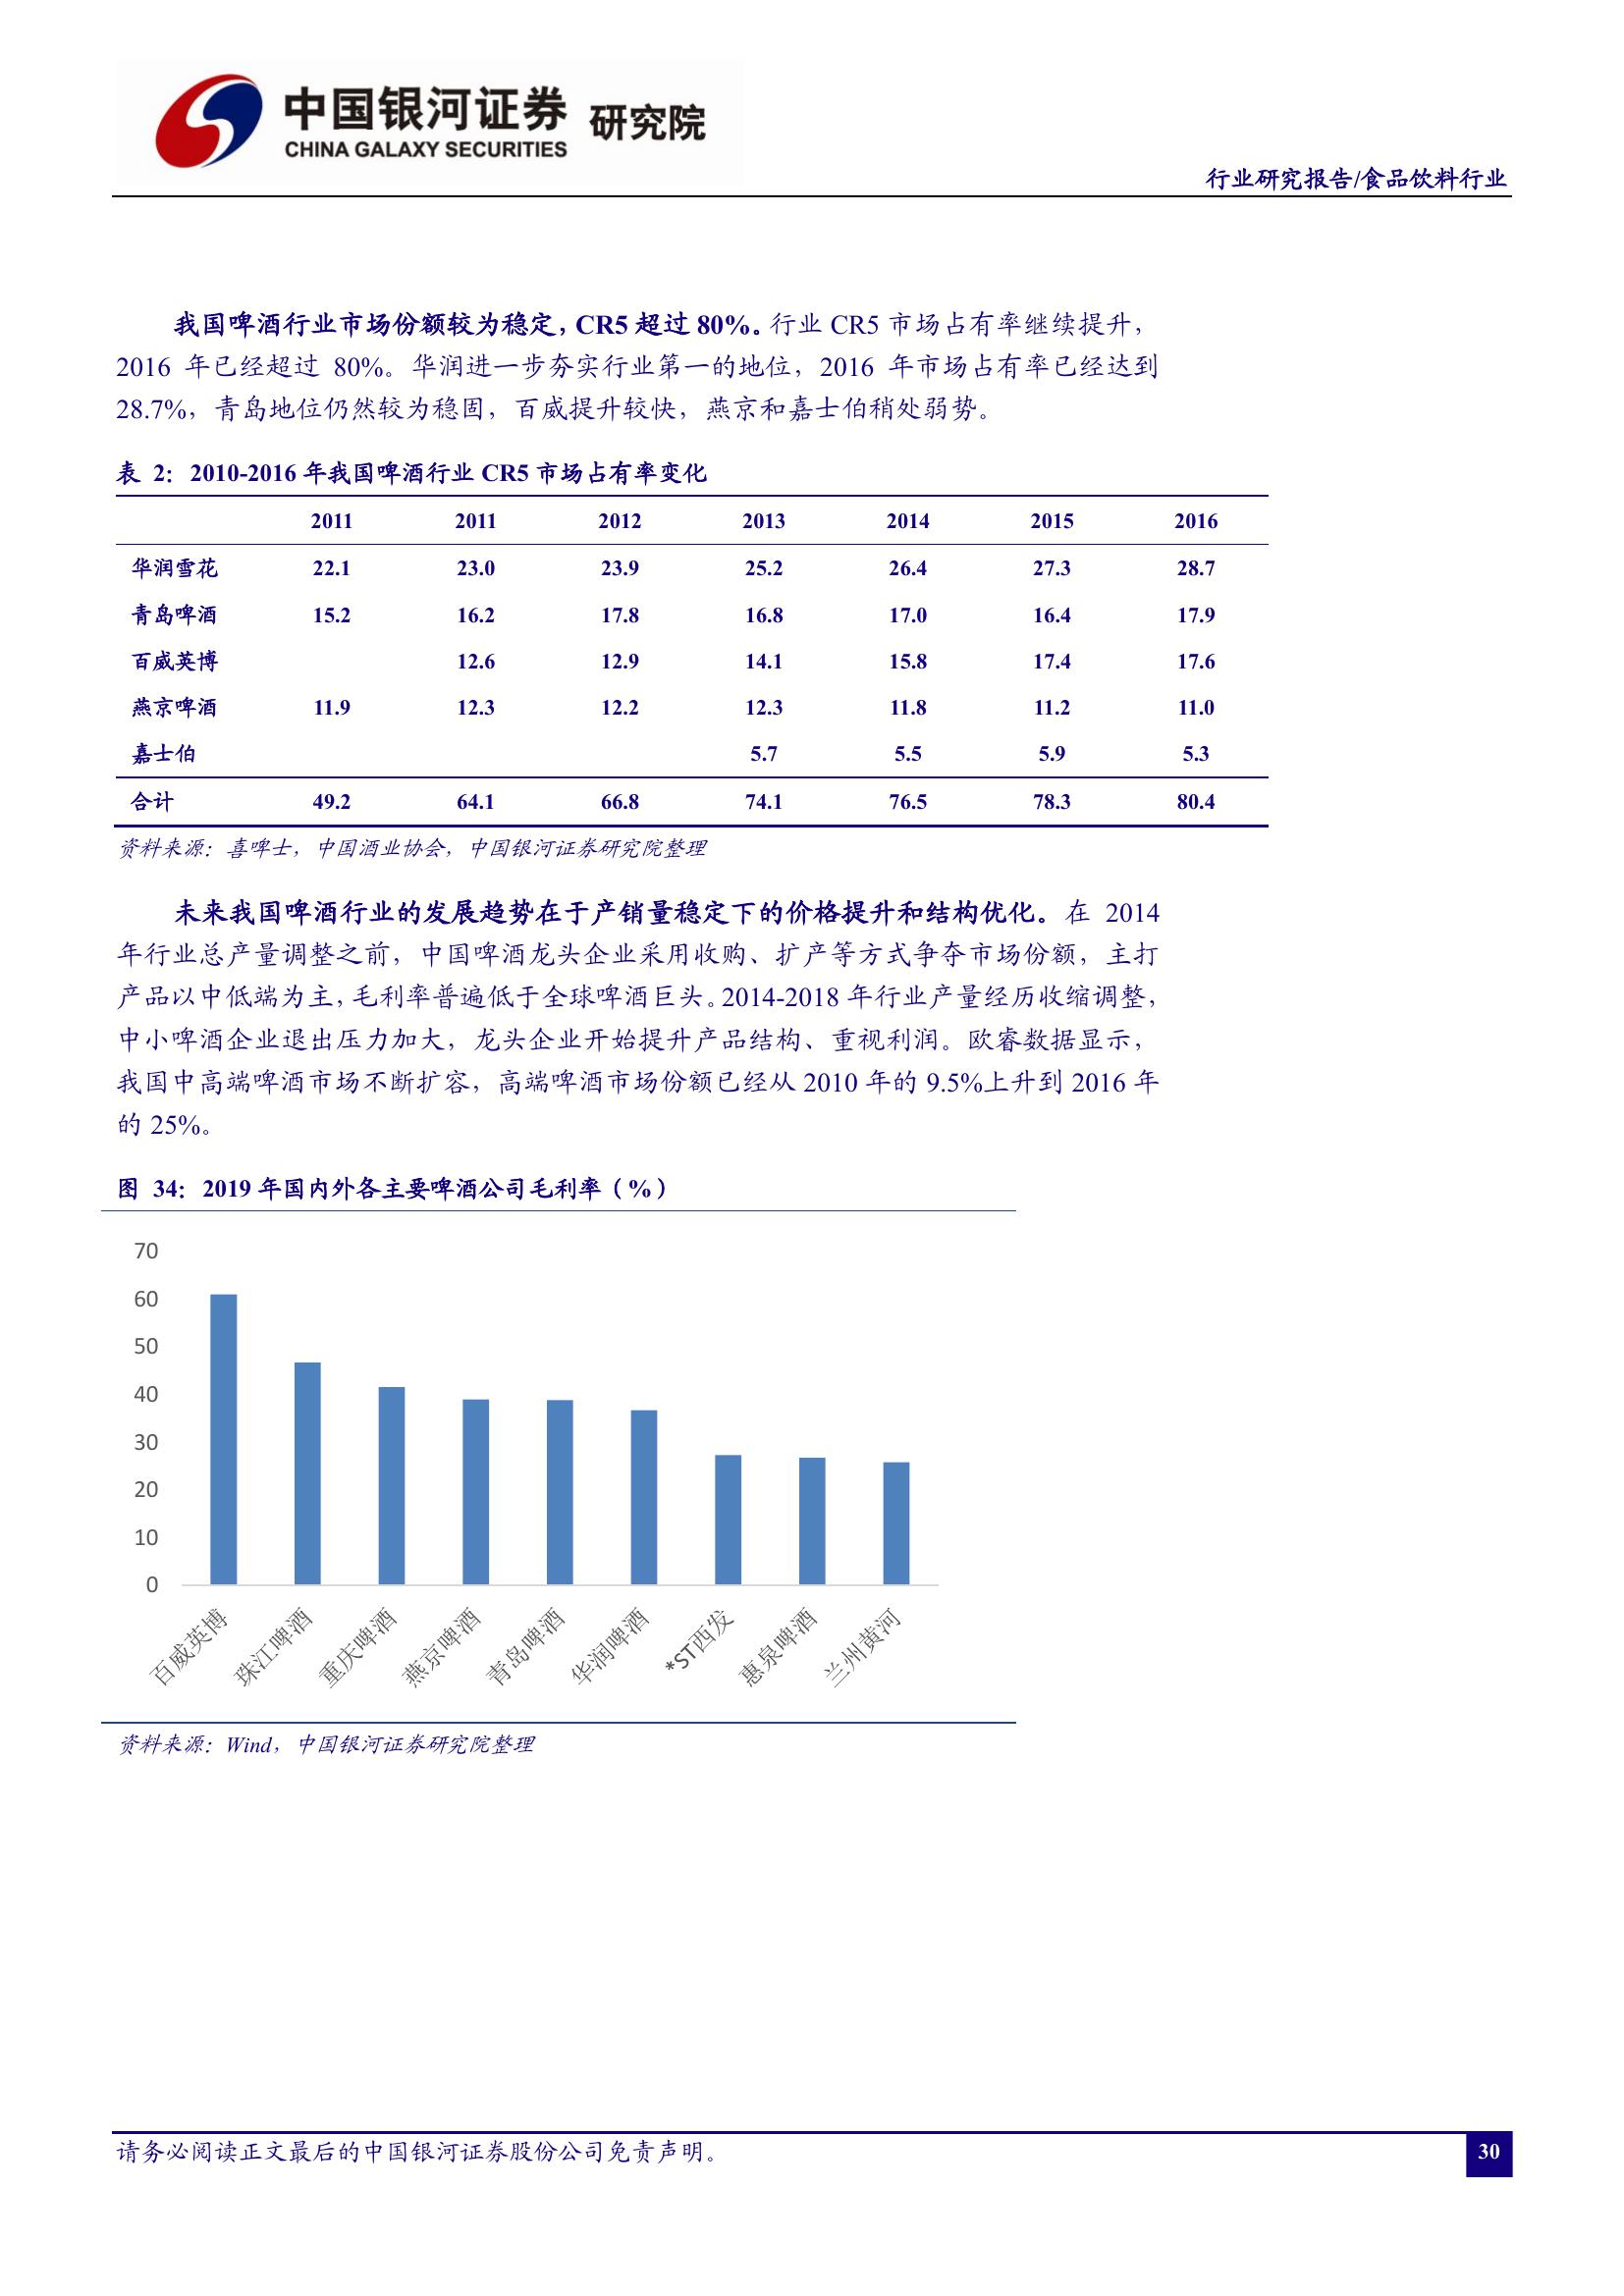 中国银河证券 研究院
CHINA GALAXY SECURITIES
行业研究报告/食品饮料行业
我国啤酒行业市场份额较为稳定，CR5 超过 80%。行业 CR5 市场占有率继续提升，
2016 年已经超过 80%。华润进一步夯实行业第一的地位，2016 年市场占有率已经达到
28.7%，青岛地位仍然较为稳固，百威提升较快，燕京和嘉士伯稍处弱势。
表 2：2010-2016 年我国啤酒行业 CR5 市场占有率变化
2011 2011 2012 2013 2014 2015 2016
华润雪花 22.1 23.0 23.9 25.2 26.4 27.3 28.7
青岛啤酒 15.2 16.2 17.8 16.8 17.0 16.4 17.9
百威英博 12.6 12.9 14.1 15.8 17.4 17.6
燕京啤酒 11.9 12.3 12.2 12.3 11.8 11.2 11.0
嘉士伯 5.7 5.5 5.9 5.3
合计 49.2 64.1 66.8 74.1 76.5 78.3 80.4
资料来源：喜啤士，中国酒业协会，中国银河证券研究院整理
未来我国啤酒行业的发展趋势在于产销量稳定下的价格提升和结构优化。在 2014
年行业总产量调整之前，中国啤酒龙头企业采用收购、扩产等方式争夺市场份额，主打
产品以中低端为主，毛利率普遍低于全球啤酒巨头。2014-2018 年行业产量经历收缩调整，
中小啤酒企业退出压力加大，龙头企业开始提升产品结构、重视利润。欧睿数据显示，
我国中高端啤酒市场不断扩容，高端啤酒市场份额已经从 2010 年的 9.5%上升到 2016 年
的 25%。
图 34：2019 年国内外各主要啤酒公司毛利率（%）
70
60
50
40
30
20
10
0
百威英博 珠江啤酒 重庆啤酒 燕京啤酒 青岛啤酒 华润啤酒 *ST西发 惠泉啤酒 兰州黄河
资料来源：Wind，中国银河证券研究院整理
请务必阅读正文最后的中国银河证券股份公司免责声明。
30